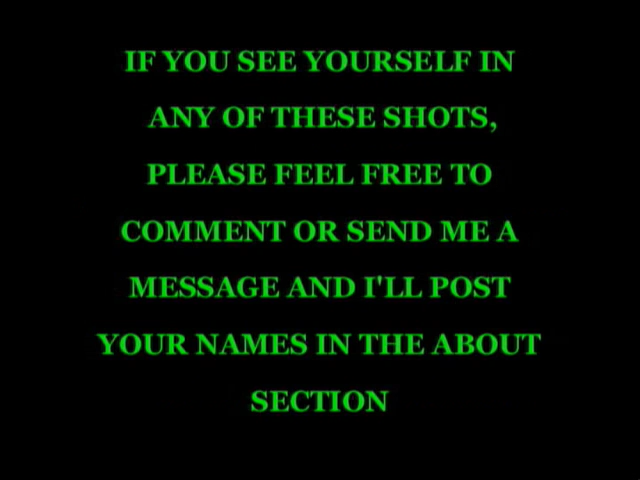 IF YOU SEE YOURSELF IN
ANY OF THESE SHOTS,
PLEASE FEEL FREE TO
COMMENT OR SEND ME A
MESSAGE AND I'LL POST
YOUR NAMES IN THE ABOUT
SECTION